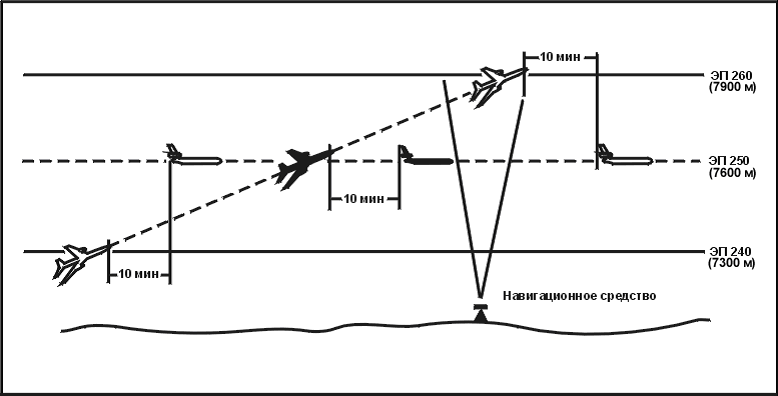 10 мин
ЭП 260
(7900 м)
ЭП 250
(7600 м)
10 мин
ЭП 240
(7300 м)
10 мин
Навигационное средство